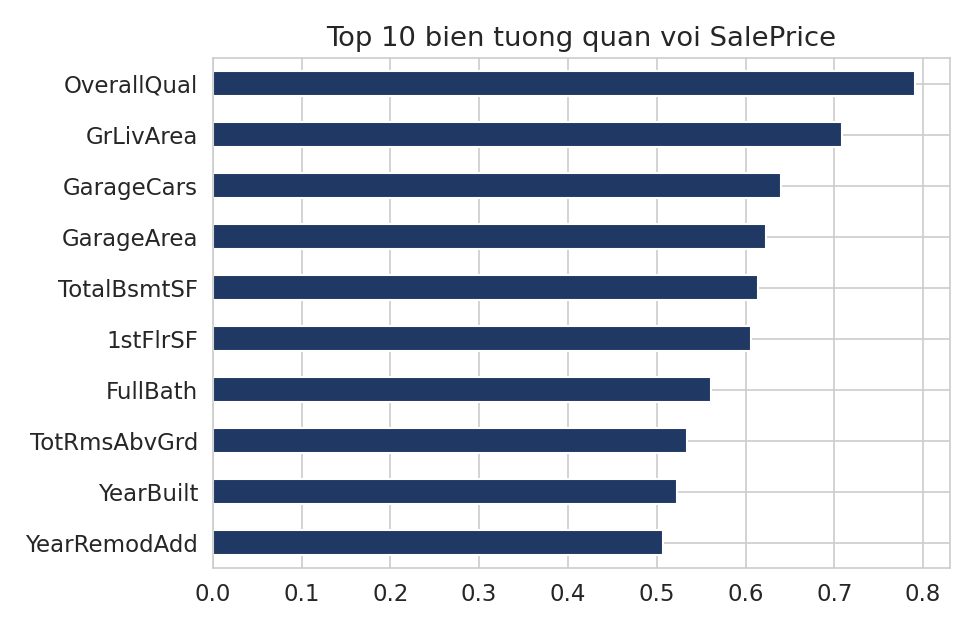 Top 10 bien tuong quan voi SalePrice
OverallQual
GrLivArea
GarageCars
GarageArea
TotalBsmtSF
1stFlrSF
FullBath
TotRmsAbvGrd
YearBuilt
YearRemodAdd
0.0 0.1 0.2 0.3 0.4 0.5 0.6 0.7 0.8